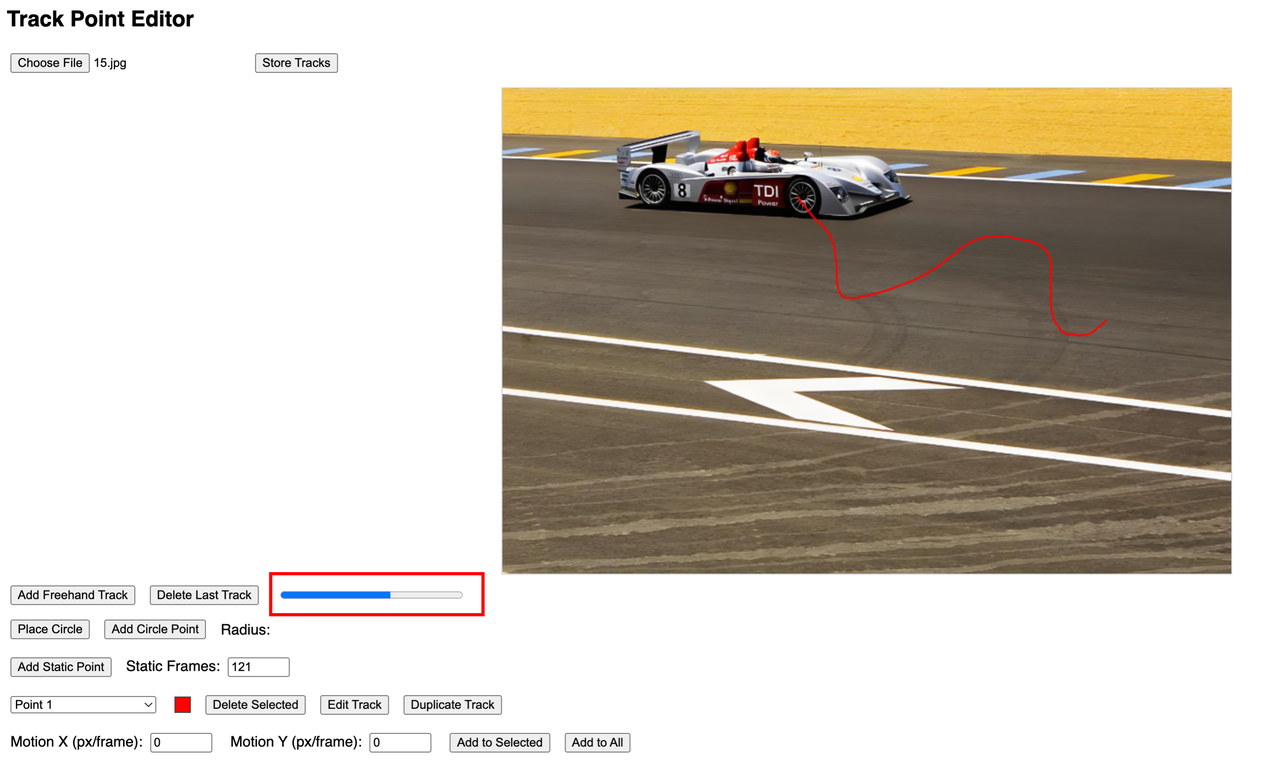 Track Point Editor
Choose File 15.jpg Store Tracks
8
TDI
Power
Add Freehand Track Delete Last Track
Place Circle Add Circle Point Radius:
Add Static Point Static Frames: 121
Point 1 Delete Selected Edit Track Duplicate Track
Motion X (px/frame): 0 Motion Y (px/frame): 0 Add to Selected Add to All